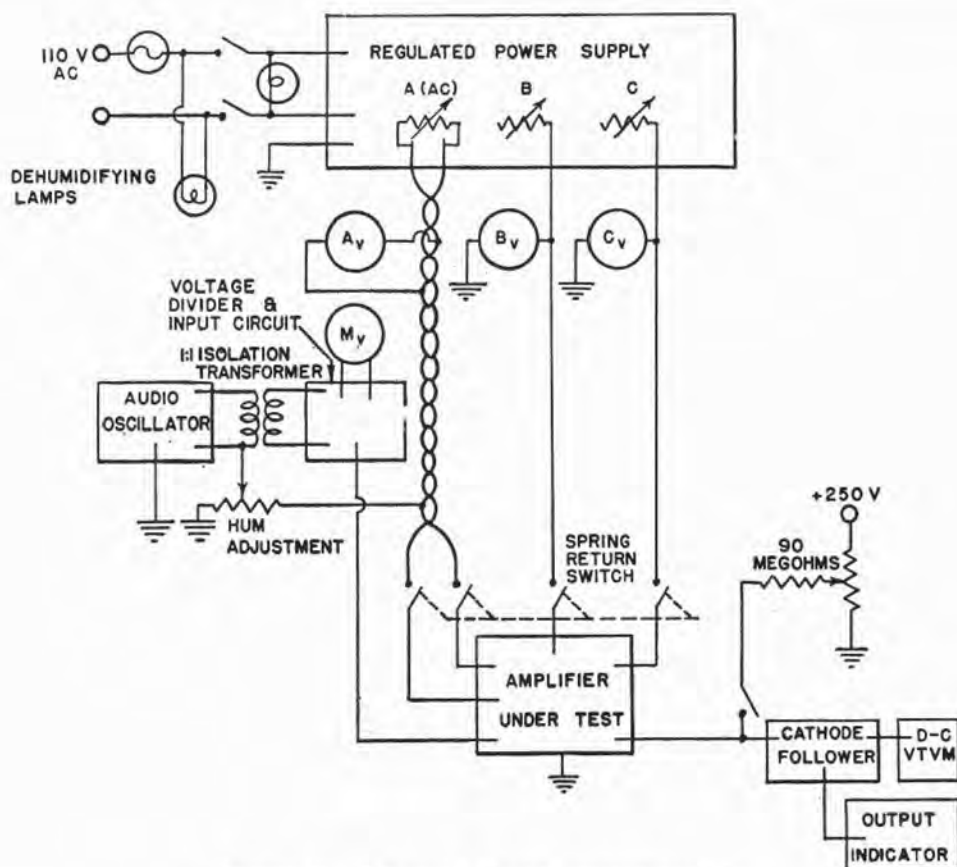 110 V
AC
REGULATED POWER SUPPLY
A (AC)
B
C
DEHUMIDIFYING
LAMPS
AV
BV
CV
VOLTAGE
DIVIDER &
INPUT CIRCUIT
MV
1:1 ISOLATION
TRANSFORMER
AUDIO
OSCILLATOR
HUM
ADJUSTMENT
+250 V
90
MEGOHMS
SPRING
RETURN
SWITCH
AMPLIFIER
UNDER TEST
CATHODE
FOLLOWER
D-C
VTVM
OUTPUT
INDICATOR